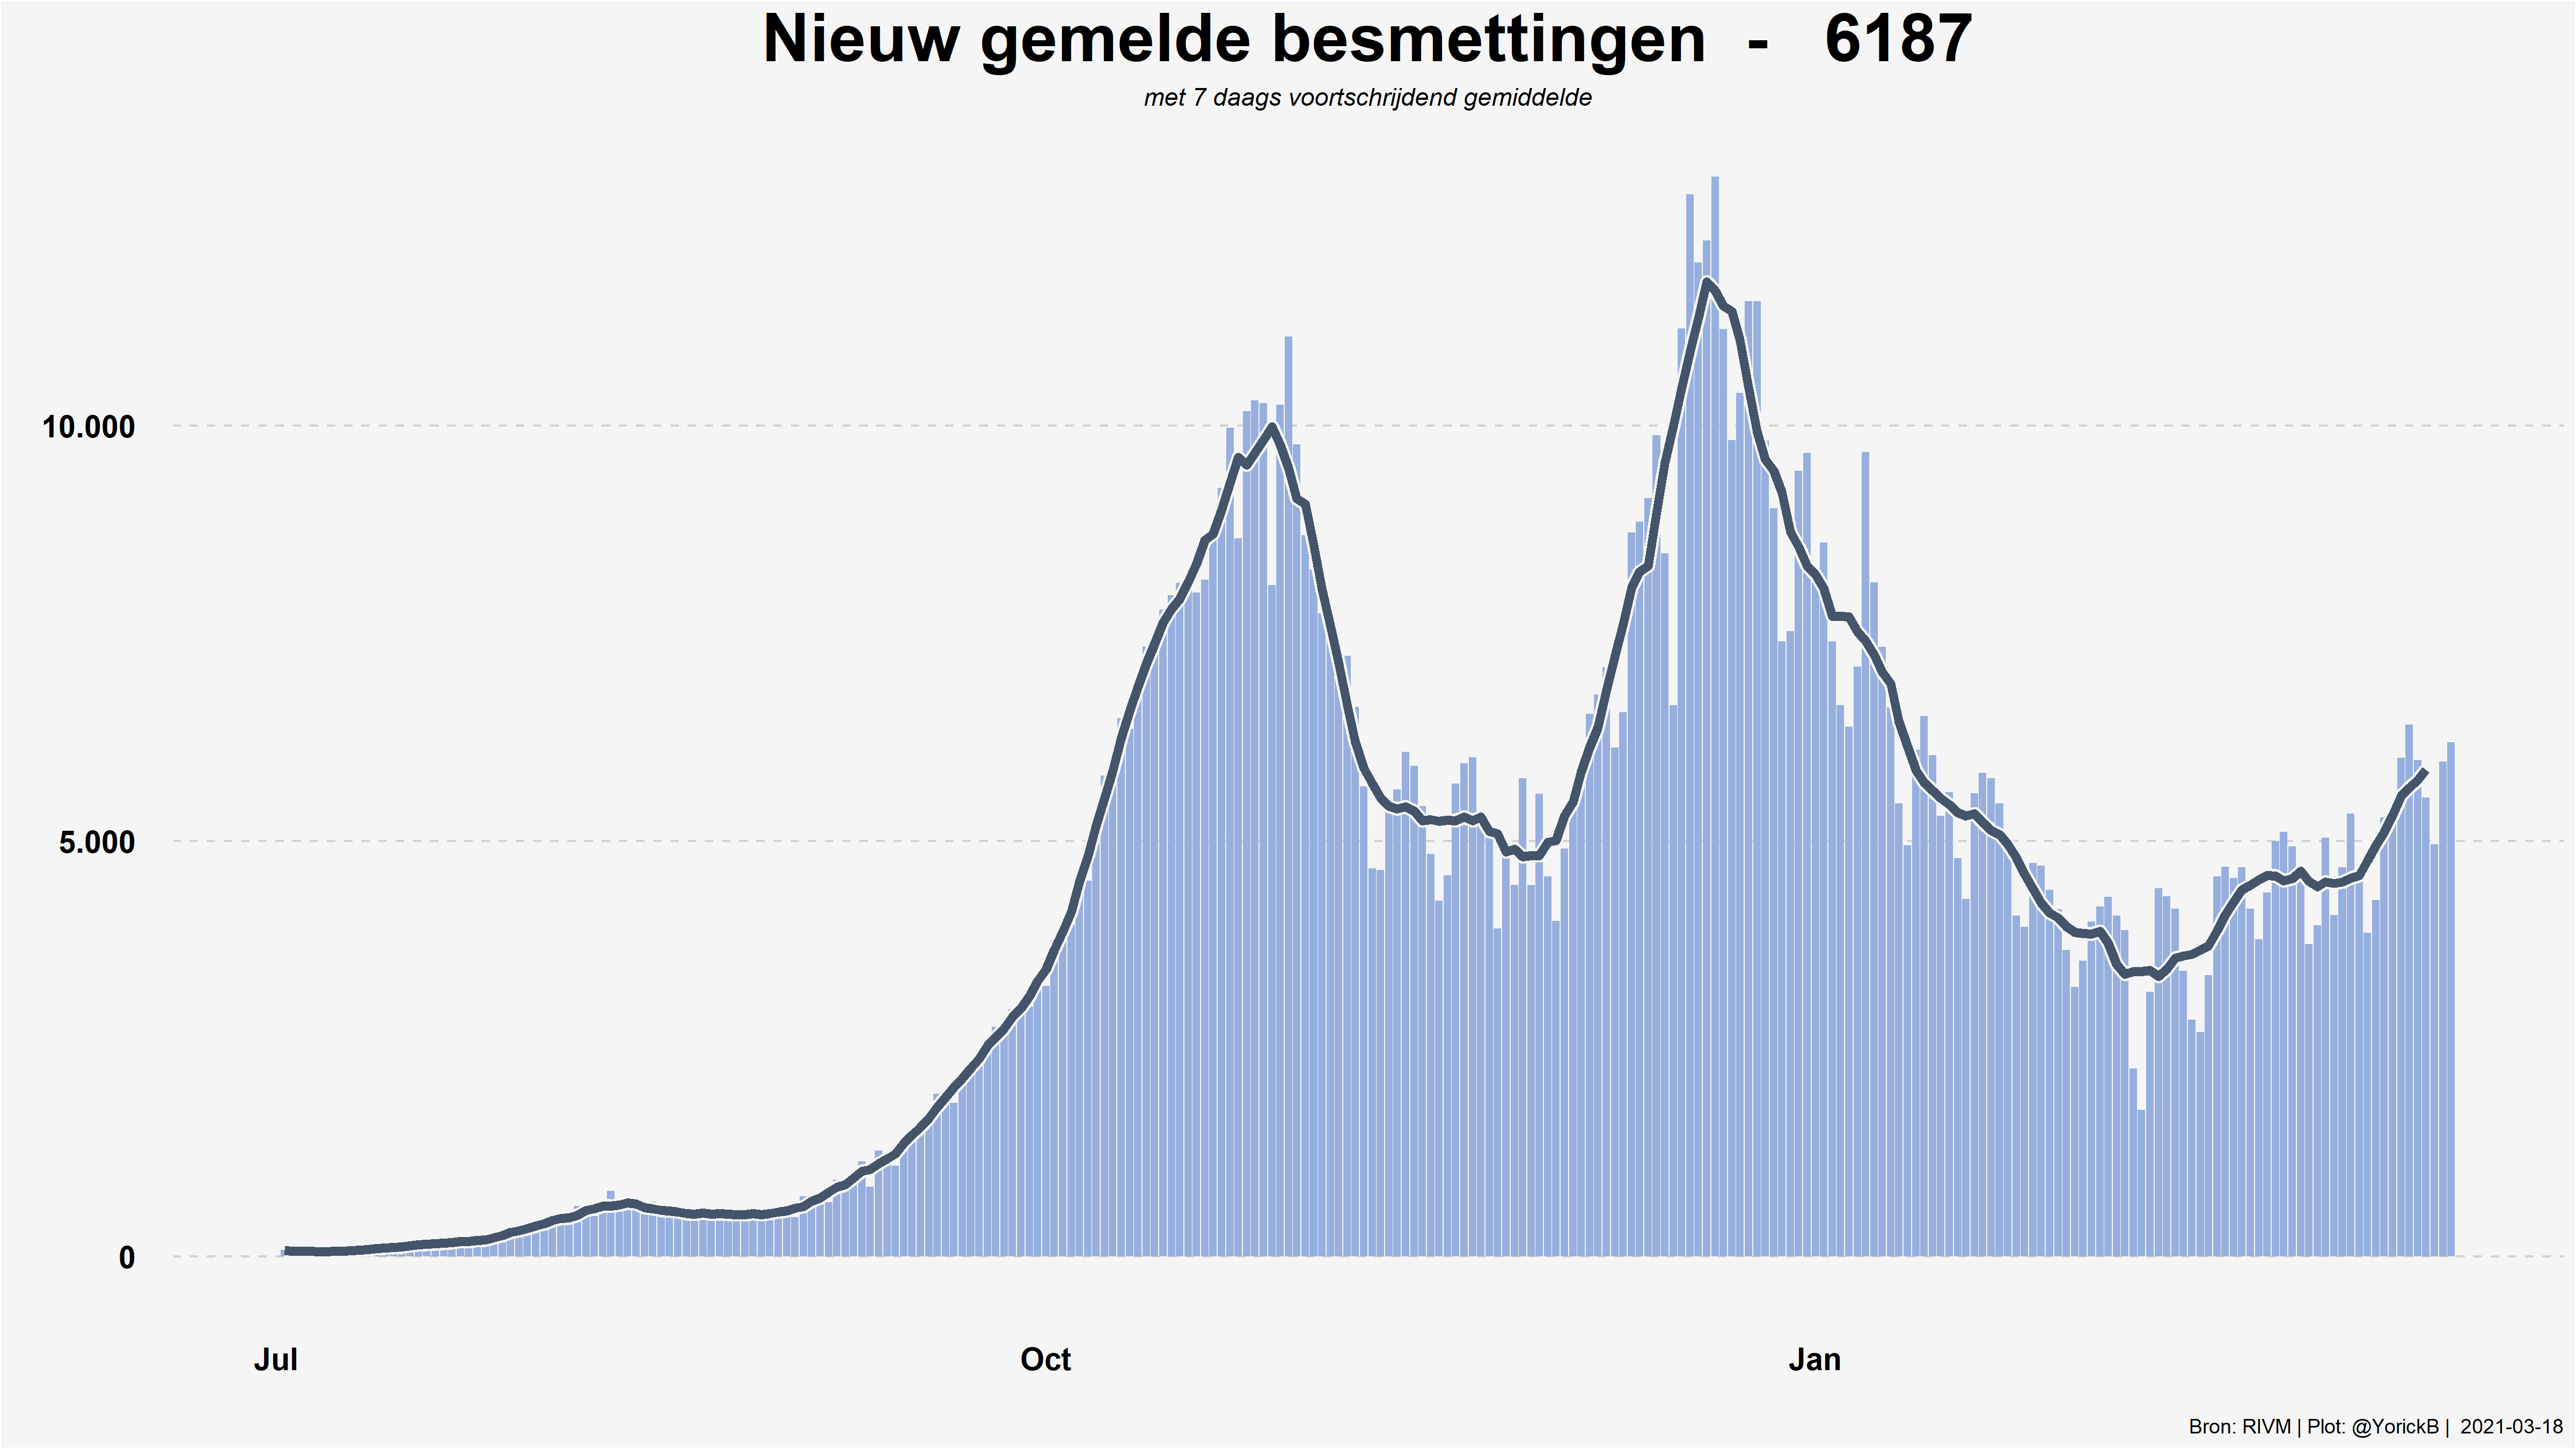 Nieuw gemelde besmettingen - 6187
met 7 daags voortschrijdend gemiddelde
10.000
5.000
0
Jul Oct Jan
Bron: RIVM | Plot: @YorickB | 2021-03-18